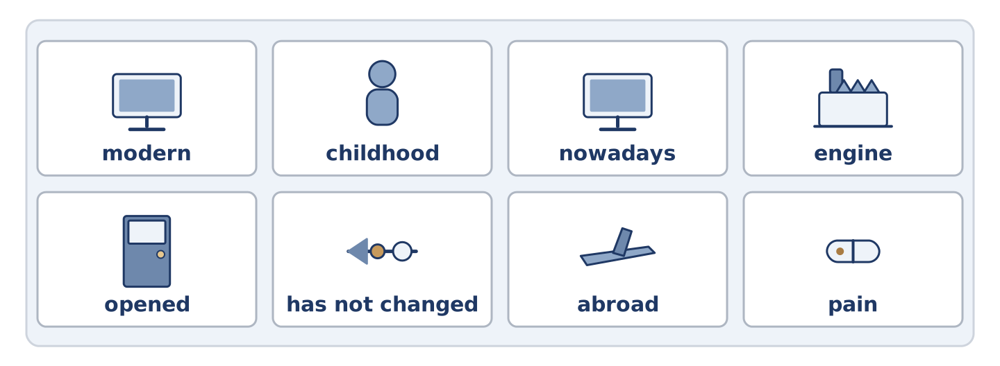 modern
childhood
nowadays
engine
opened
has not changed
abroad
pain